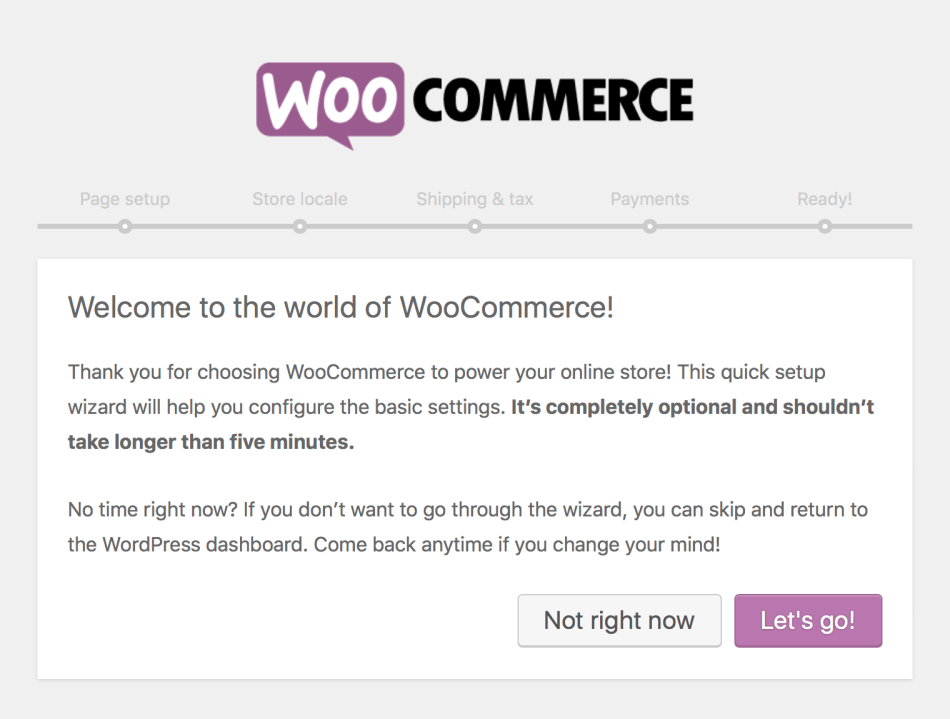 WOO COMMERCE
Page setup Store locale Shipping & tax Payments Ready!
Welcome to the world of WooCommerce!
Thank you for choosing WooCommerce to power your online store! This quick setup
wizard will help you configure the basic settings. It’s completely optional and shouldn’t
take longer than five minutes.
No time right now? If you don’t want to go through the wizard, you can skip and return to
the WordPress dashboard. Come back anytime if you change your mind!
Not right now Let's go!